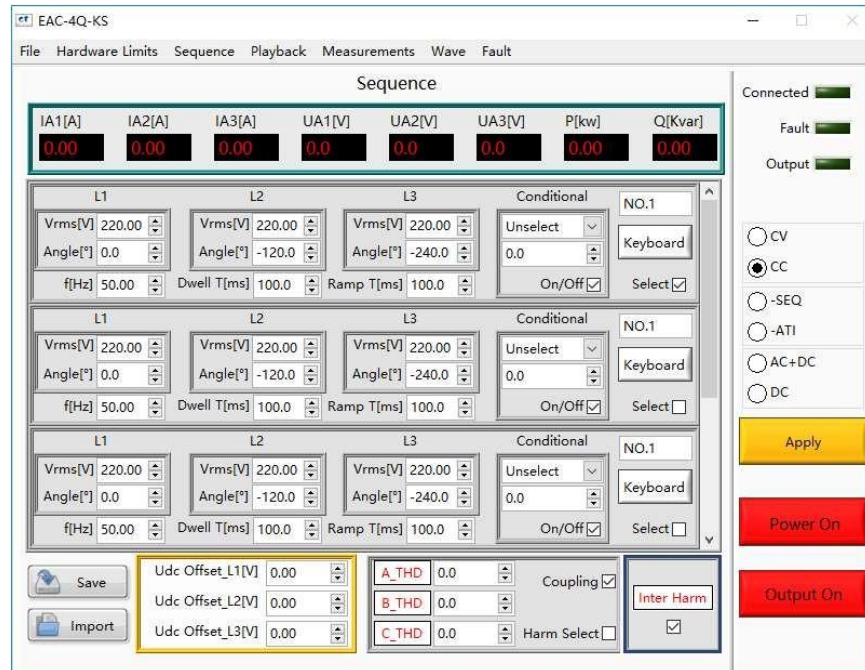 EAC-4Q-KS
File Hardware Limits Sequence Playback Measurements Wave Fault
Sequence
IA1[A] IA2[A] IA3[A] UA1[V] UA2[V] UA3[V] P[kw] Q[Kvar]
0.00 0.00 0.00 0.0 0.0 0.0 0.00 0.00
Connected
Fault
Output
L1 L2 L3 Conditional NO.1
Vrms[V] 220.00 Vrms[V] 220.00 Vrms[V] 220.00 Unselect Keyboard
Angle[°] 0.0 Angle[°] -120.0 Angle[°] -240.0 0.0
f[Hz] 50.00 Dwell T[ms] 100.0 Ramp T[ms] 100.0 On/Off Select
L1 L2 L3 Conditional NO.1
Vrms[V] 220.00 Vrms[V] 220.00 Vrms[V] 220.00 Unselect Keyboard
Angle[°] 0.0 Angle[°] -120.0 Angle[°] -240.0 0.0
f[Hz] 50.00 Dwell T[ms] 100.0 Ramp T[ms] 100.0 On/Off Select
L1 L2 L3 Conditional NO.1
Vrms[V] 220.00 Vrms[V] 220.00 Vrms[V] 220.00 Unselect Keyboard
Angle[°] 0.0 Angle[°] -120.0 Angle[°] -240.0 0.0
f[Hz] 50.00 Dwell T[ms] 100.0 Ramp T[ms] 100.0 On/Off Select
CV
CC
-SEQ
-ATI
AC+DC
DC
Apply
Power On
Output On
Save
Import
Udc Offset_L1[V] 0.00
Udc Offset_L2[V] 0.00
Udc Offset_L3[V] 0.00
A_THD 0.0 Coupling
B_THD 0.0
C_THD 0.0 Harm Select
Inter Harm